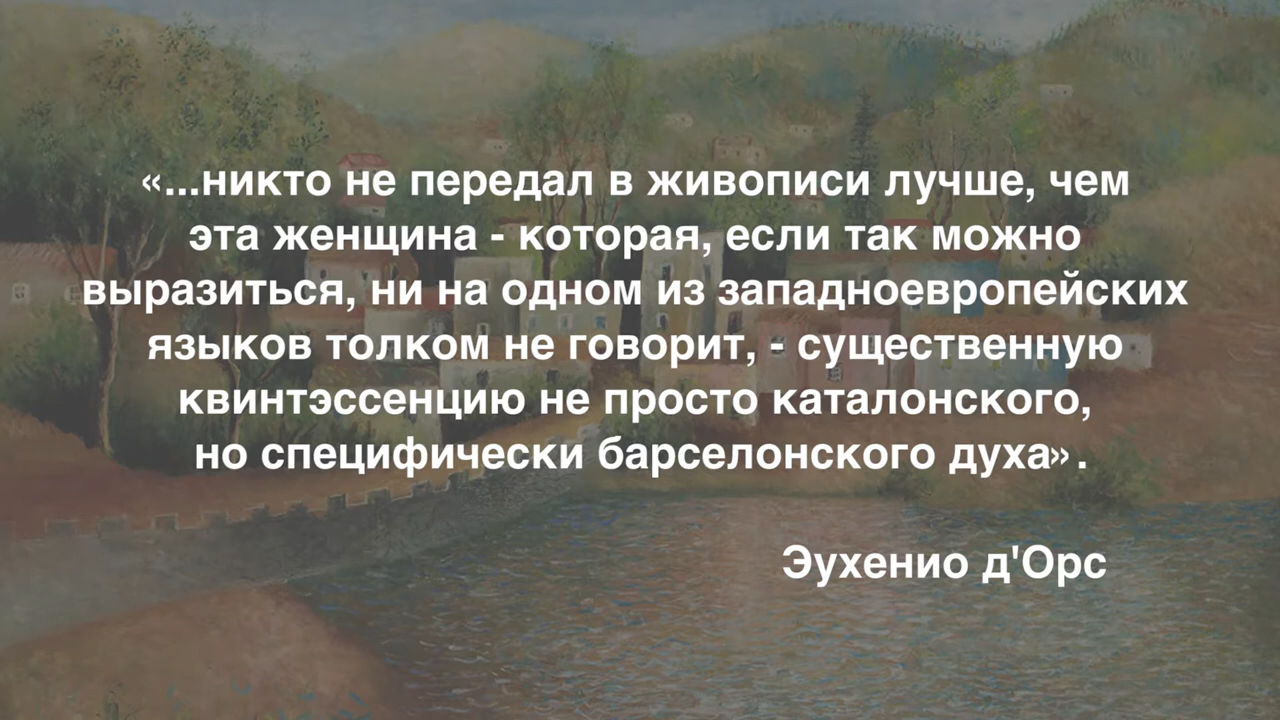 «...никто не передал в живописи лучше, чем
эта женщина - которая, если так можно
выразиться, ни на одном из западноевропейских
языков толком не говорит, - существенную
квинтэссенцию не просто каталонского,
но специфически барселонского духа».
Эухенио д'Орс